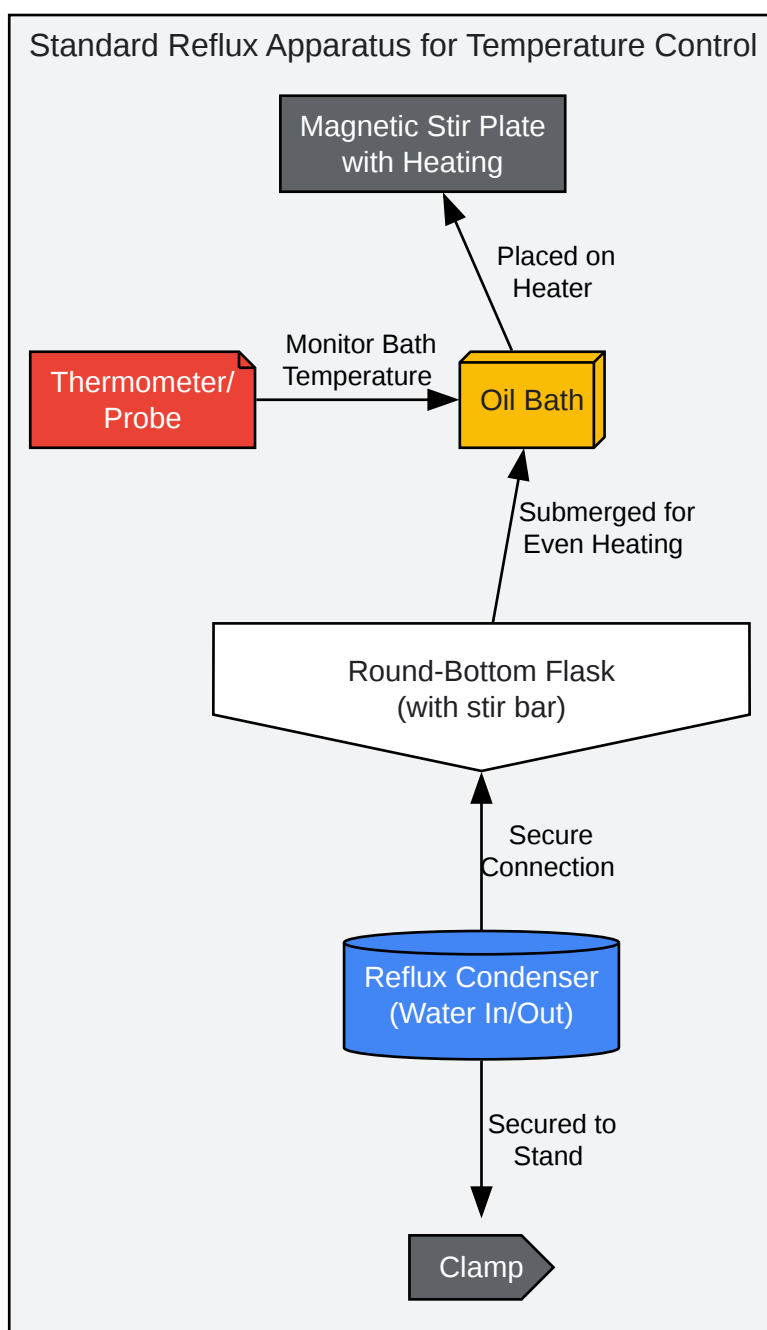 Standard Reflux Apparatus for Temperature Control
Magnetic Stir Plate
with Heating
Placed on
Heater
Monitor Bath
Temperature
Thermometer/
Probe
Oil Bath
Submerged for
Even Heating
Round-Bottom Flask
(with stir bar)
Secure
Connection
Reflux Condenser
(Water In/Out)
Secured to
Stand
Clamp